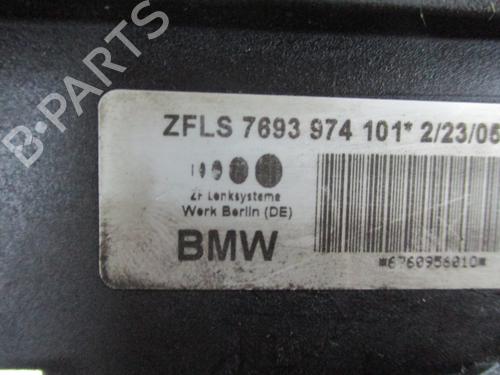 B-PARTS
ZFLS 7693 974 101* 2/23/05
ZF Lenksysteme
Werk Berlin (DE)
BMW
*6760956010*